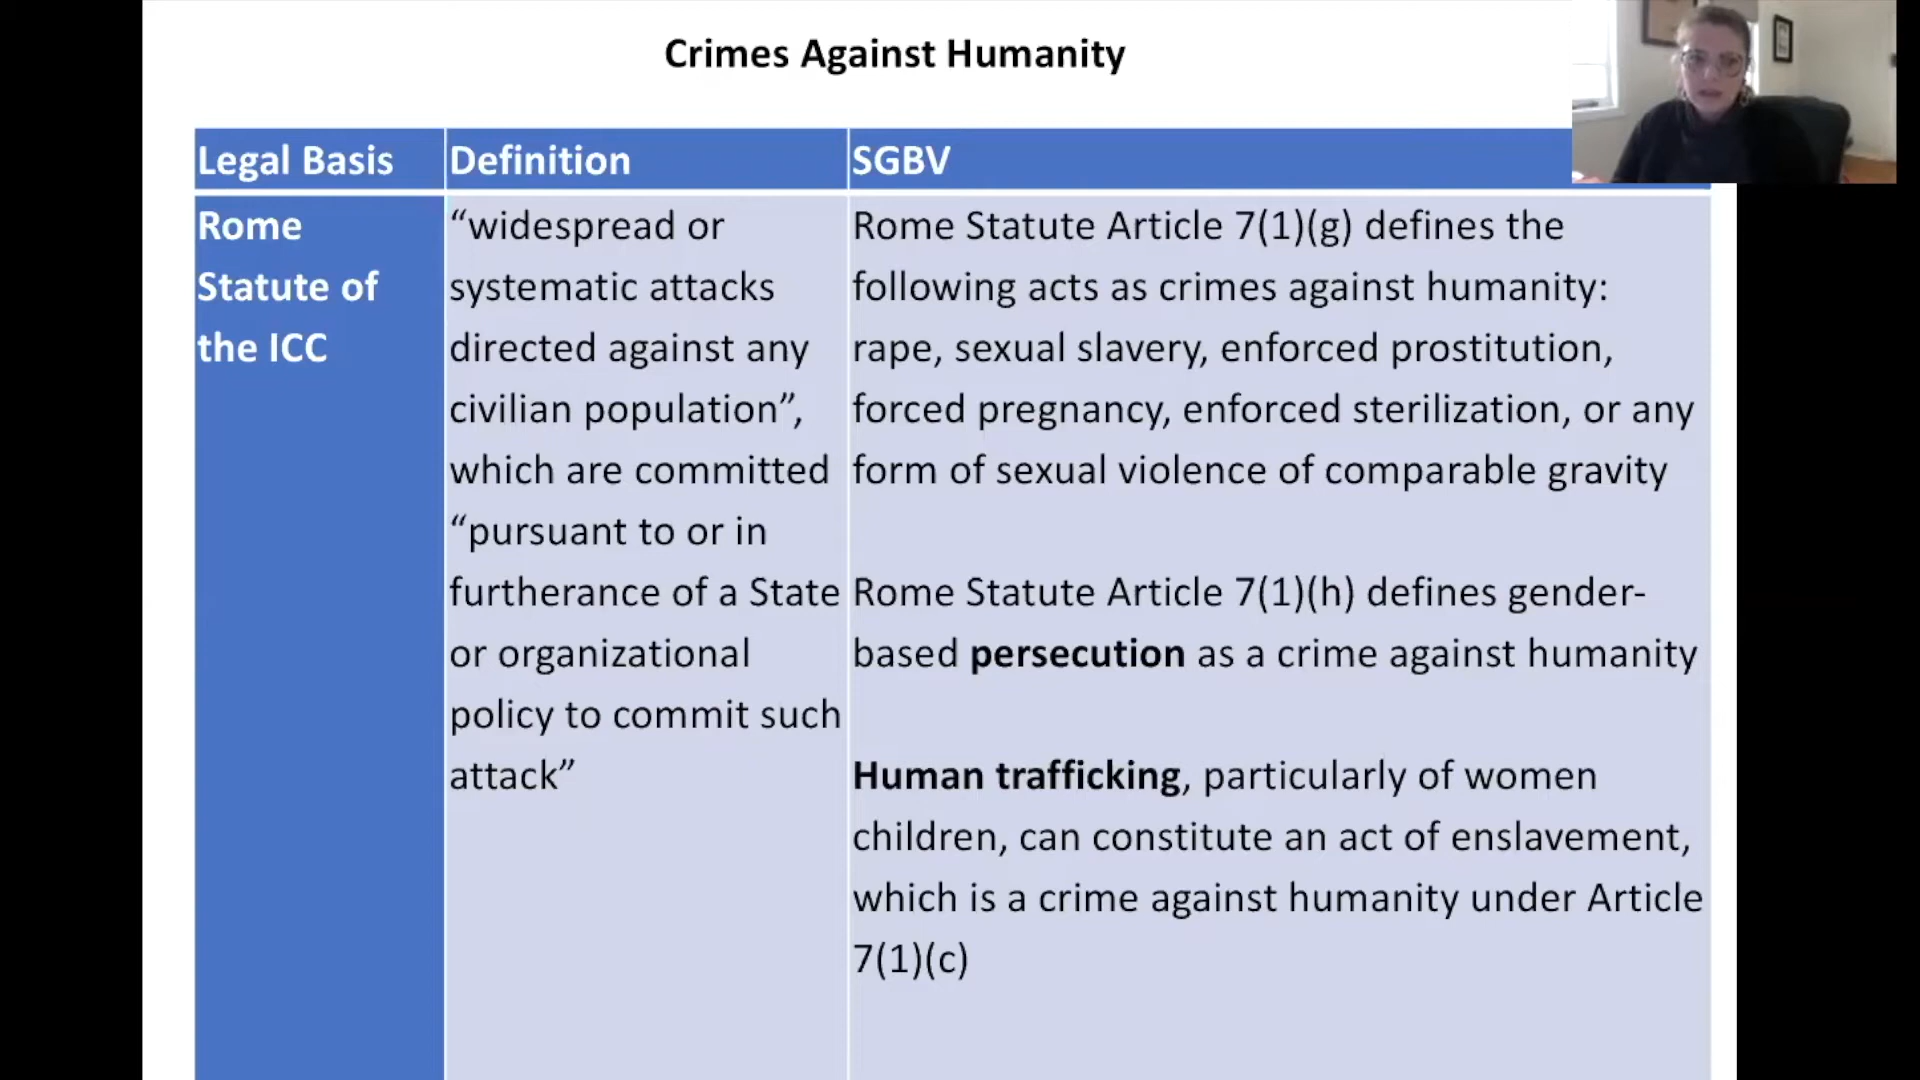 Crimes Against Humanity
Legal Basis
Definition
SGBV
Rome
Statute of
the ICC
“widespread or
systematic attacks
directed against any
civilian population”,
which are committed
“pursuant to or in
furtherance of a State
or organizational
policy to commit such
attack”
Rome Statute Article 7(1)(g) defines the
following acts as crimes against humanity:
rape, sexual slavery, enforced prostitution,
forced pregnancy, enforced sterilization, or any
form of sexual violence of comparable gravity
Rome Statute Article 7(1)(h) defines gender-
based persecution as a crime against humanity
Human trafficking, particularly of women
children, can constitute an act of enslavement,
which is a crime against humanity under Article
7(1)(c)